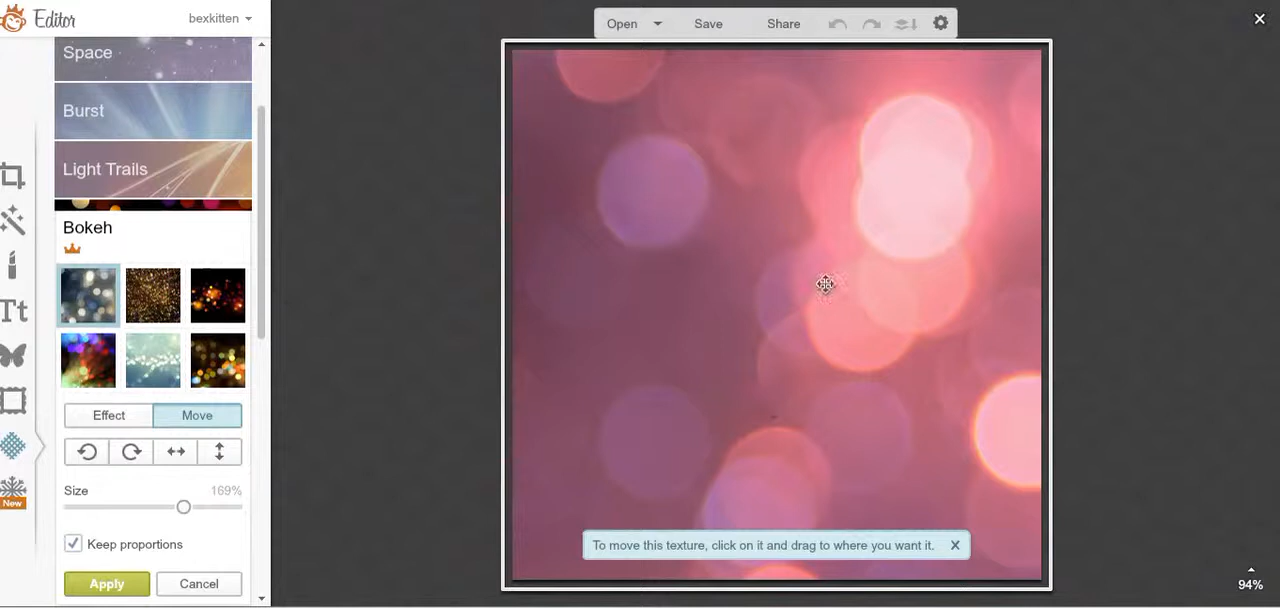 Editor
bexkitten
Open
Save
Share
Space
Burst
Light Trails
Bokeh
Tt
Effect
Move
New
Size
169%
Keep proportions
To move this texture, click on it and drag to where you want it.
Apply
Cancel
94%